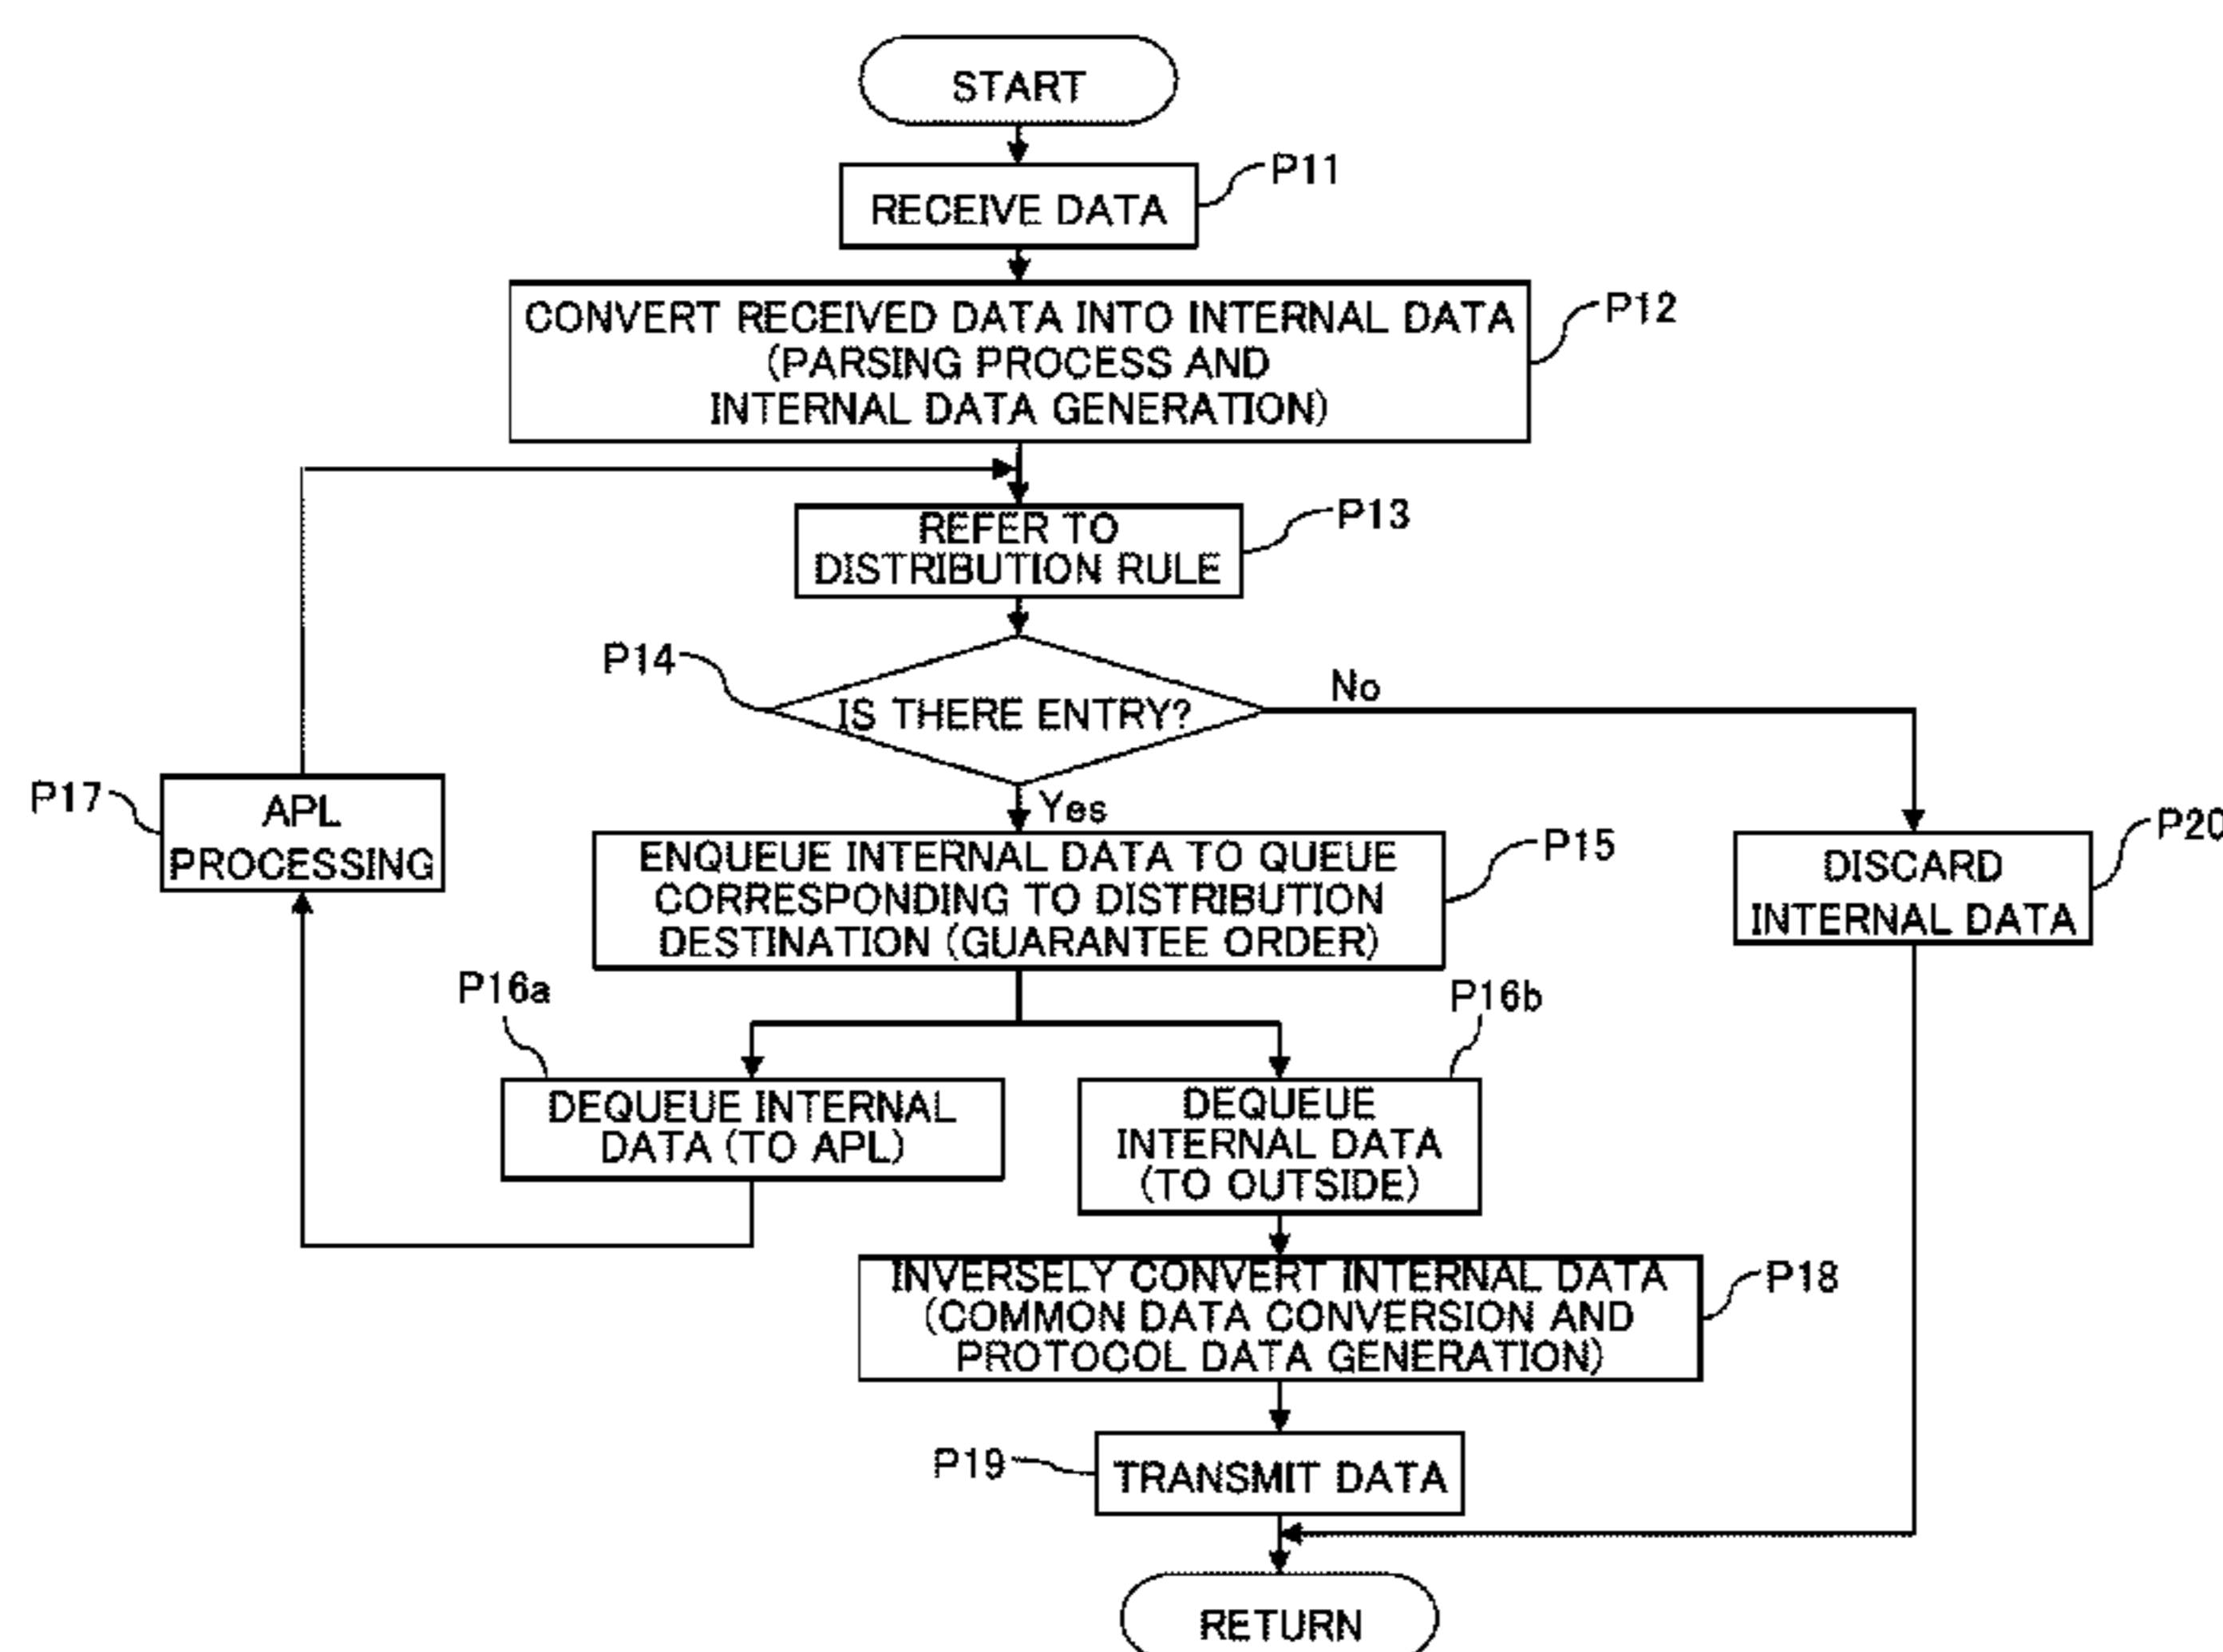 START
P11
RECEIVE DATA
P12
CONVERT RECEIVED DATA INTO INTERNAL DATA
(PARSING PROCESS AND
INTERNAL DATA GENERATION)
P13
REFER TO
DISTRIBUTION RULE
P14
IS THERE ENTRY?
No
Yes
P17
APL
PROCESSING
P15
ENQUEUE INTERNAL DATA TO QUEUE
CORRESPONDING TO DISTRIBUTION
DESTINATION (GUARANTEE ORDER)
P20
DISCARD
INTERNAL DATA
P16a
P16b
DEQUEUE INTERNAL
DATA (TO APL)
DEQUEUE
INTERNAL DATA
(TO OUTSIDE)
P18
INVERSELY CONVERT INTERNAL DATA
(COMMON DATA CONVERSION AND
PROTOCOL DATA GENERATION)
P19
TRANSMIT DATA
RETURN